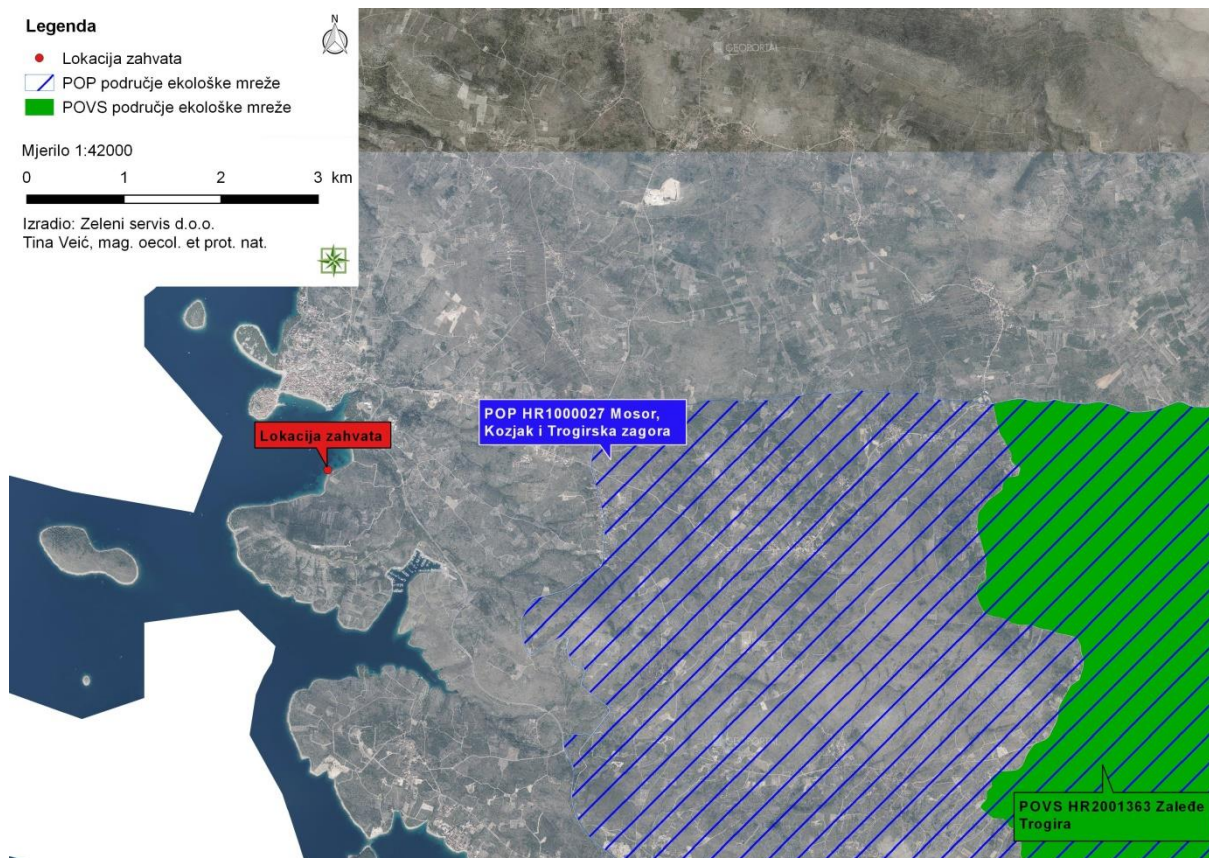 Legenda
N
Lokacija zahvata
POP područje ekološke mreže
POVS područje ekološke mreže
Mjerilo 1:42000
0 1 2 3 km
Izradio: Zeleni servis d.o.o.
Tina Veić, mag. oecol. et prot. nat.
GEOPORTAL
POP HR1000027 Mosor,
Kozjak i Trogirska zagora
Lokacija zahvata
GEOPORTAL
POVS HR2001363 Zaleđe
Trogira